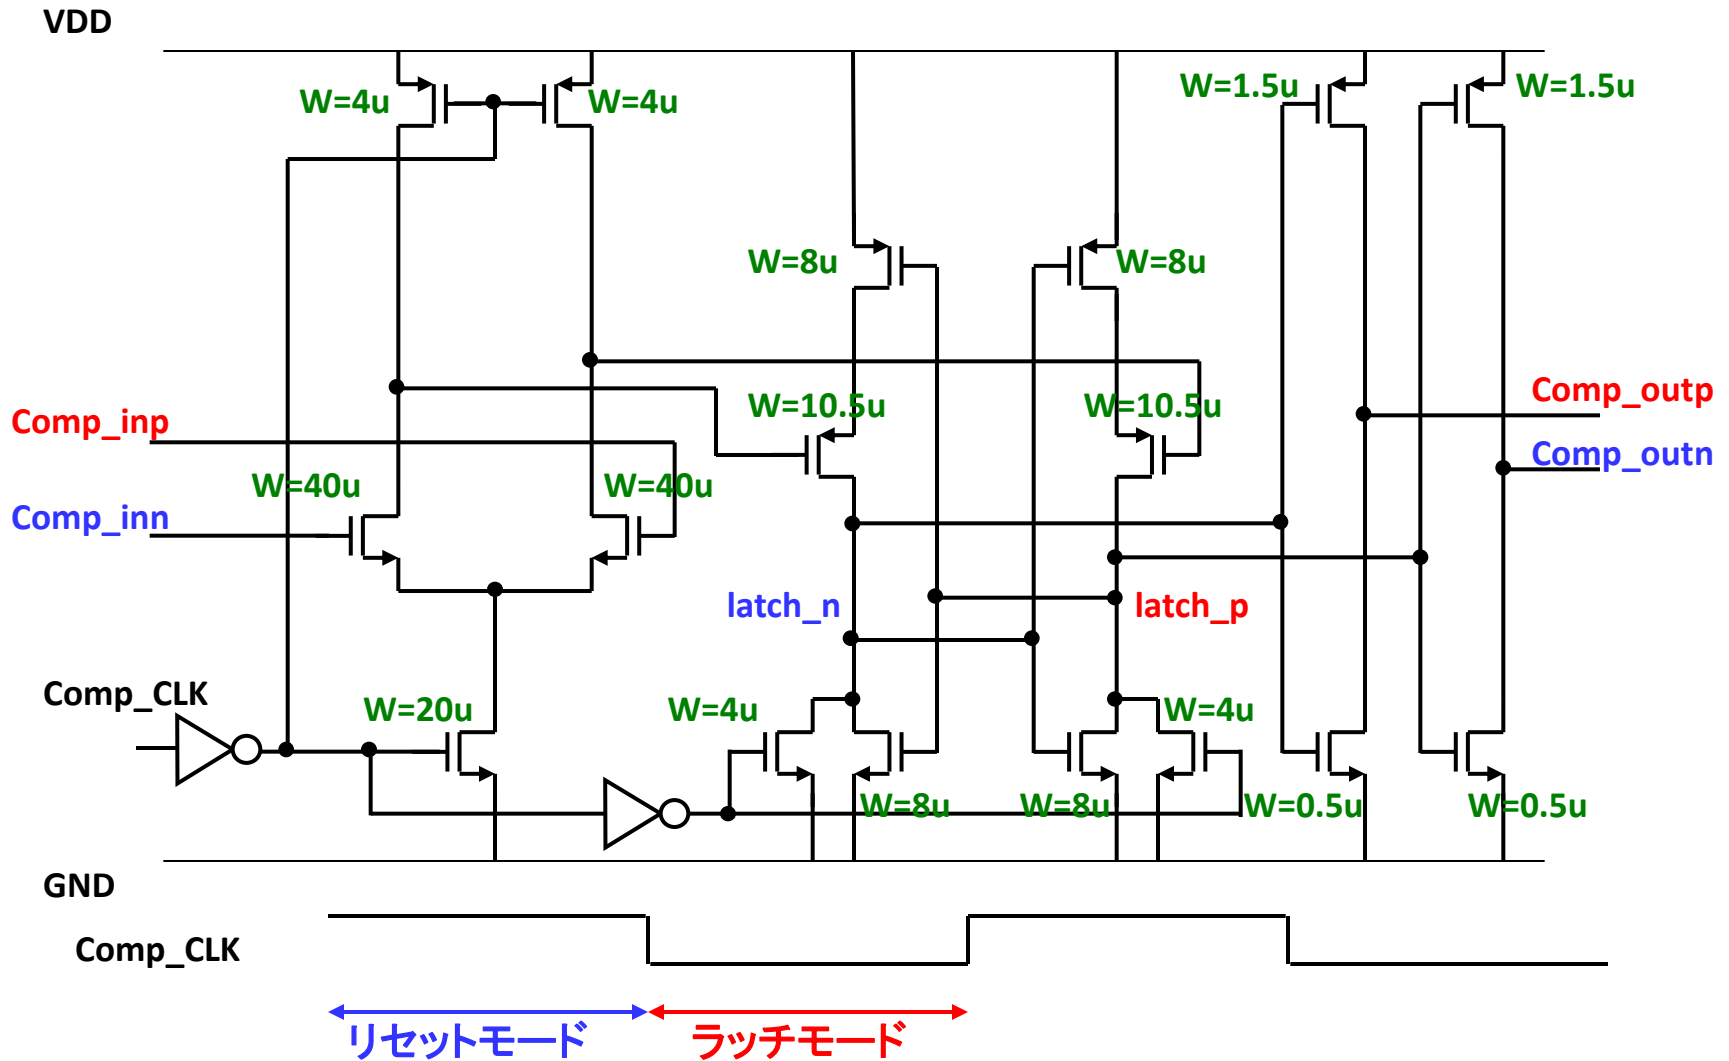 VDD
W=4u
W=4u
W=1.5u
W=1.5u
W=8u
W=8u
W=10.5u
W=10.5u
Comp_inp
Comp_outp
Comp_outn
W=40u
W=40u
Comp_inn
latch_n
latch_p
Comp_CLK
W=20u
W=4u
W=4u
W=8u
W=8u
W=0.5u
W=0.5u
GND
Comp_CLK
リセットモード
ラッチモード